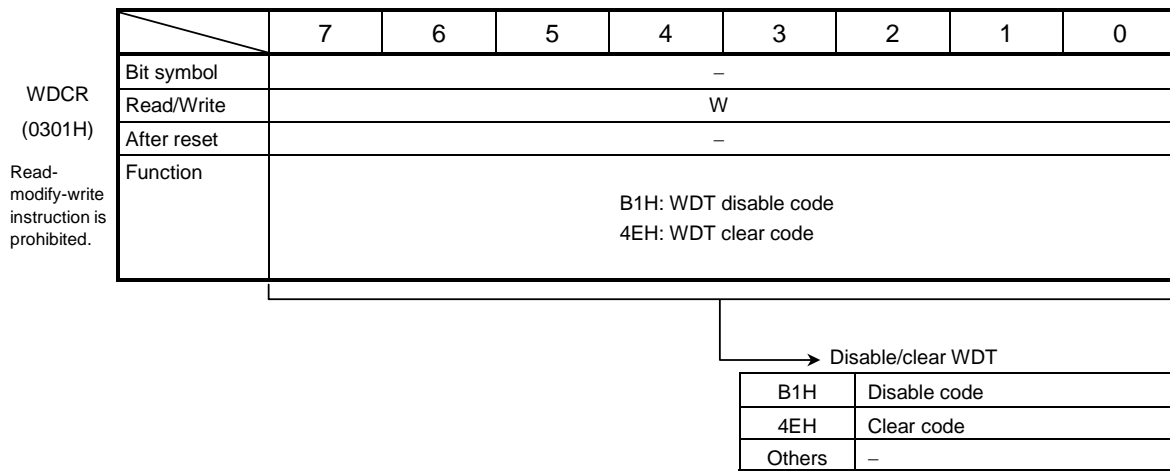 7 6 5 4 3 2 1 0
WDCR
(0301H)
Read-
modify-write
instruction is
prohibited.
Bit symbol –
Read/Write W
After reset –
Function
B1H: WDT disable code
4EH: WDT clear code
Disable/clear WDT
B1H Disable code
4EH Clear code
Others –